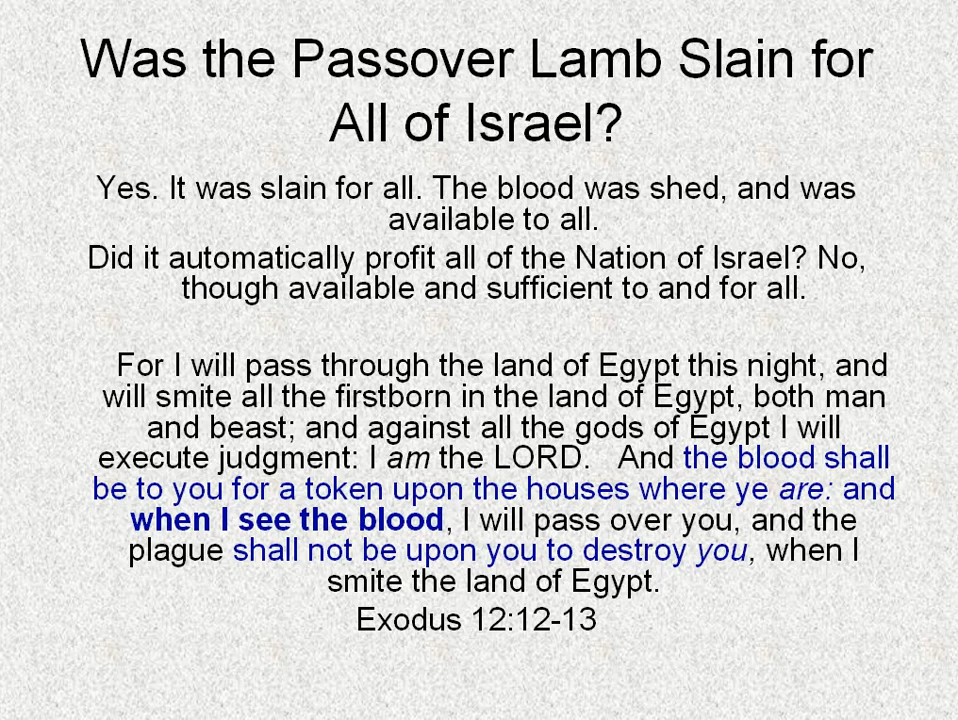 Was the Passover Lamb Slain for
All of Israel?
Yes. It was slain for all. The blood was shed, and was
available to all.
Did it automatically profit all of the Nation of Israel? No,
though available and sufficient to and for all.
For I will pass through the land of Egypt this night, and
will smite all the firstborn in the land of Egypt, both man
and beast; and against all the gods of Egypt I will
execute judgment: I am the LORD. And the blood shall
be to you for a token upon the houses where ye are: and
when I see the blood, I will pass over you, and the
plague shall not be upon you to destroy you, when I
smite the land of Egypt.
Exodus 12:12-13